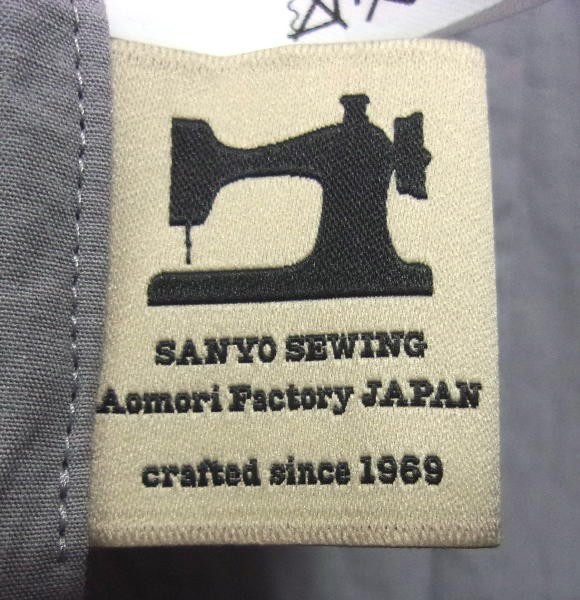 SANYO SEWING
Aomori Factory JAPAN
crafted since 1969